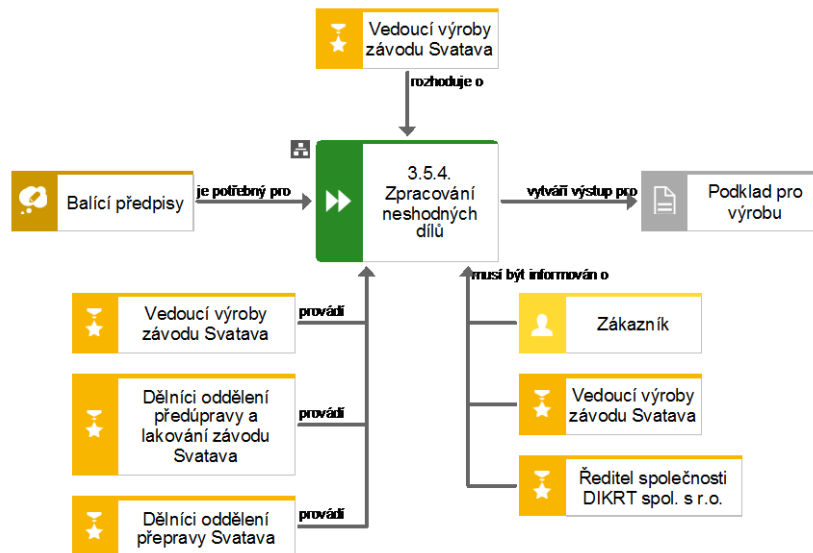 Vedoucí výroby
závodu Svatava
rozhoduje o
Balící předpisy
je potřebný pro
3.5.4.
Zpracování
neshodných
dílů
vytváří výstup pro
Podklad pro
výrobu
musí být informován o
Vedoucí výroby
závodu Svatava
provádí
Dělníci oddělení
předúpravy a
lakování závodu
Svatava
provádí
Dělníci oddělení
přepravy Svatava
provádí
Zákazník
Vedoucí výroby
závodu Svatava
Ředitel společnosti
DIKRT spol. s r.o.